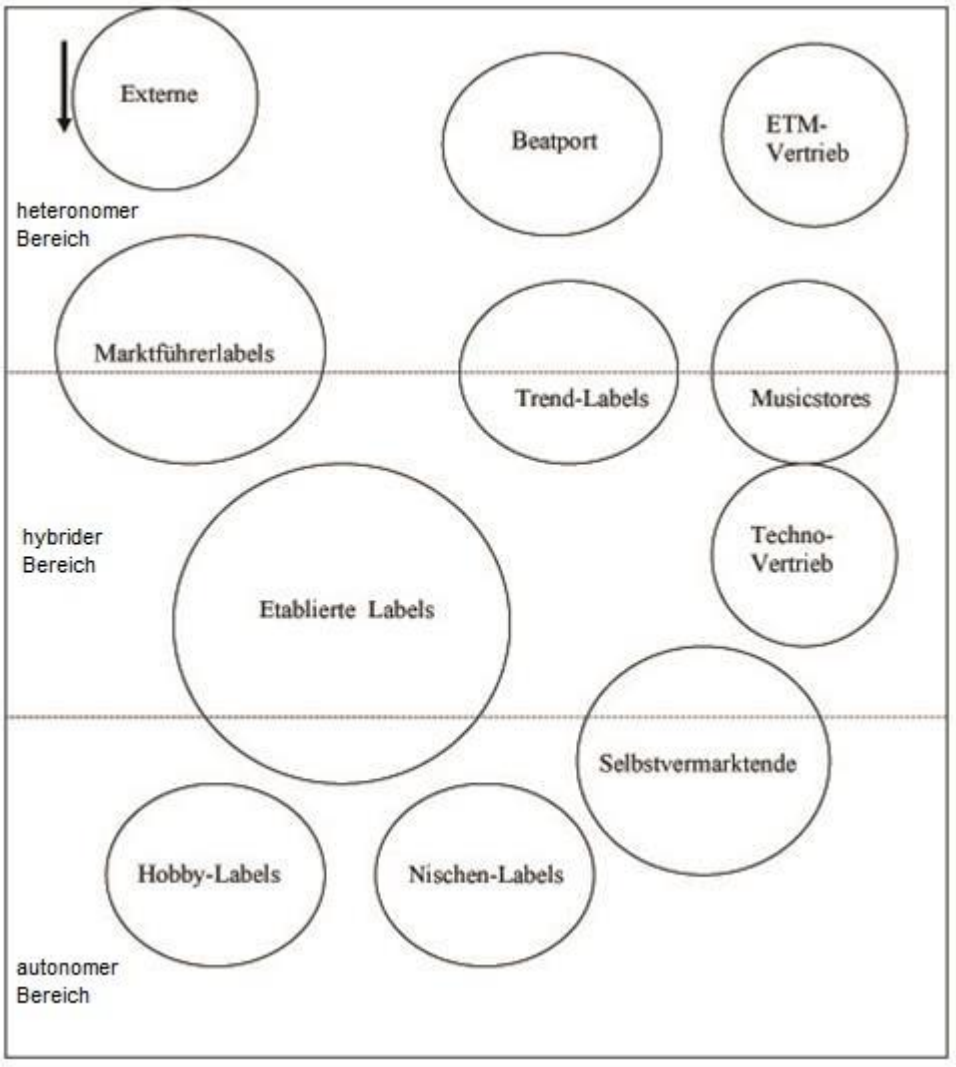 Externe
Beatport
ETM-
Vertrieb
heteronomer
Bereich
Marktführerlabels
Trend-Labels
Musicstores
hybrider
Bereich
Techno-
Vertrieb
Etablierte Labels
Selbstvermarktende
Hobby-Labels
Nischen-Labels
autonomer
Bereich